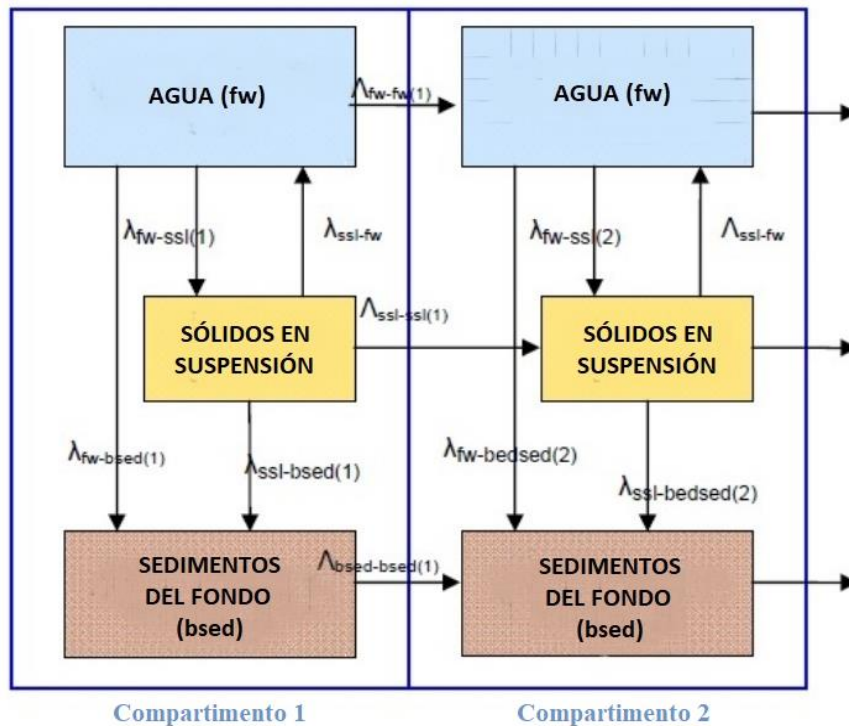 AGUA (fw)
Λfw-fw(1)
AGUA (fw)
λfw-ssl(1)
λssl-fw
λfw-ssl(2)
Λssl-fw
SÓLIDOS EN
SUSPENSIÓN
Λssl-ssl(1)
SÓLIDOS EN
SUSPENSIÓN
λfw-bsed(1)
λssl-bsed(1)
λfw-bedsed(2)
λssl-bedsed(2)
SEDIMENTOS
DEL FONDO
(bsed)
Λbsed-bsed(1)
SEDIMENTOS
DEL FONDO
(bsed)
Compartimento 1
Compartimento 2